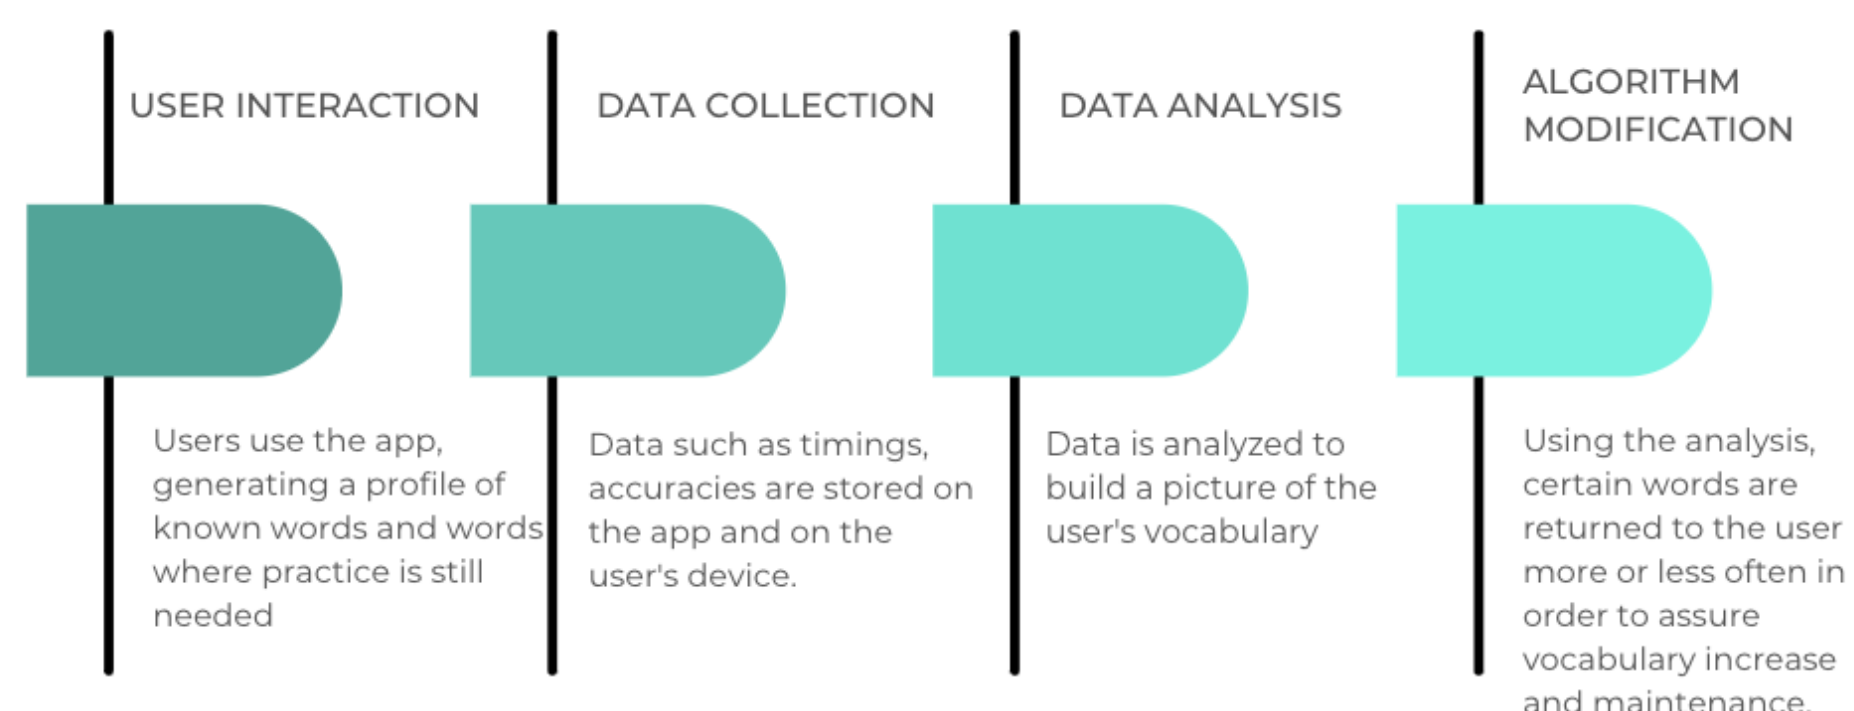 USER INTERACTION
Users use the app,
generating a profile of
known words and words
where practice is still
needed
DATA COLLECTION
Data such as timings,
accuracies are stored on
the app and on the
user's device.
DATA ANALYSIS
Data is analyzed to
build a picture of the
user's vocabulary
ALGORITHM
MODIFICATION
Using the analysis,
certain words are
returned to the user
more or less often in
order to assure
vocabulary increase
and maintenance.